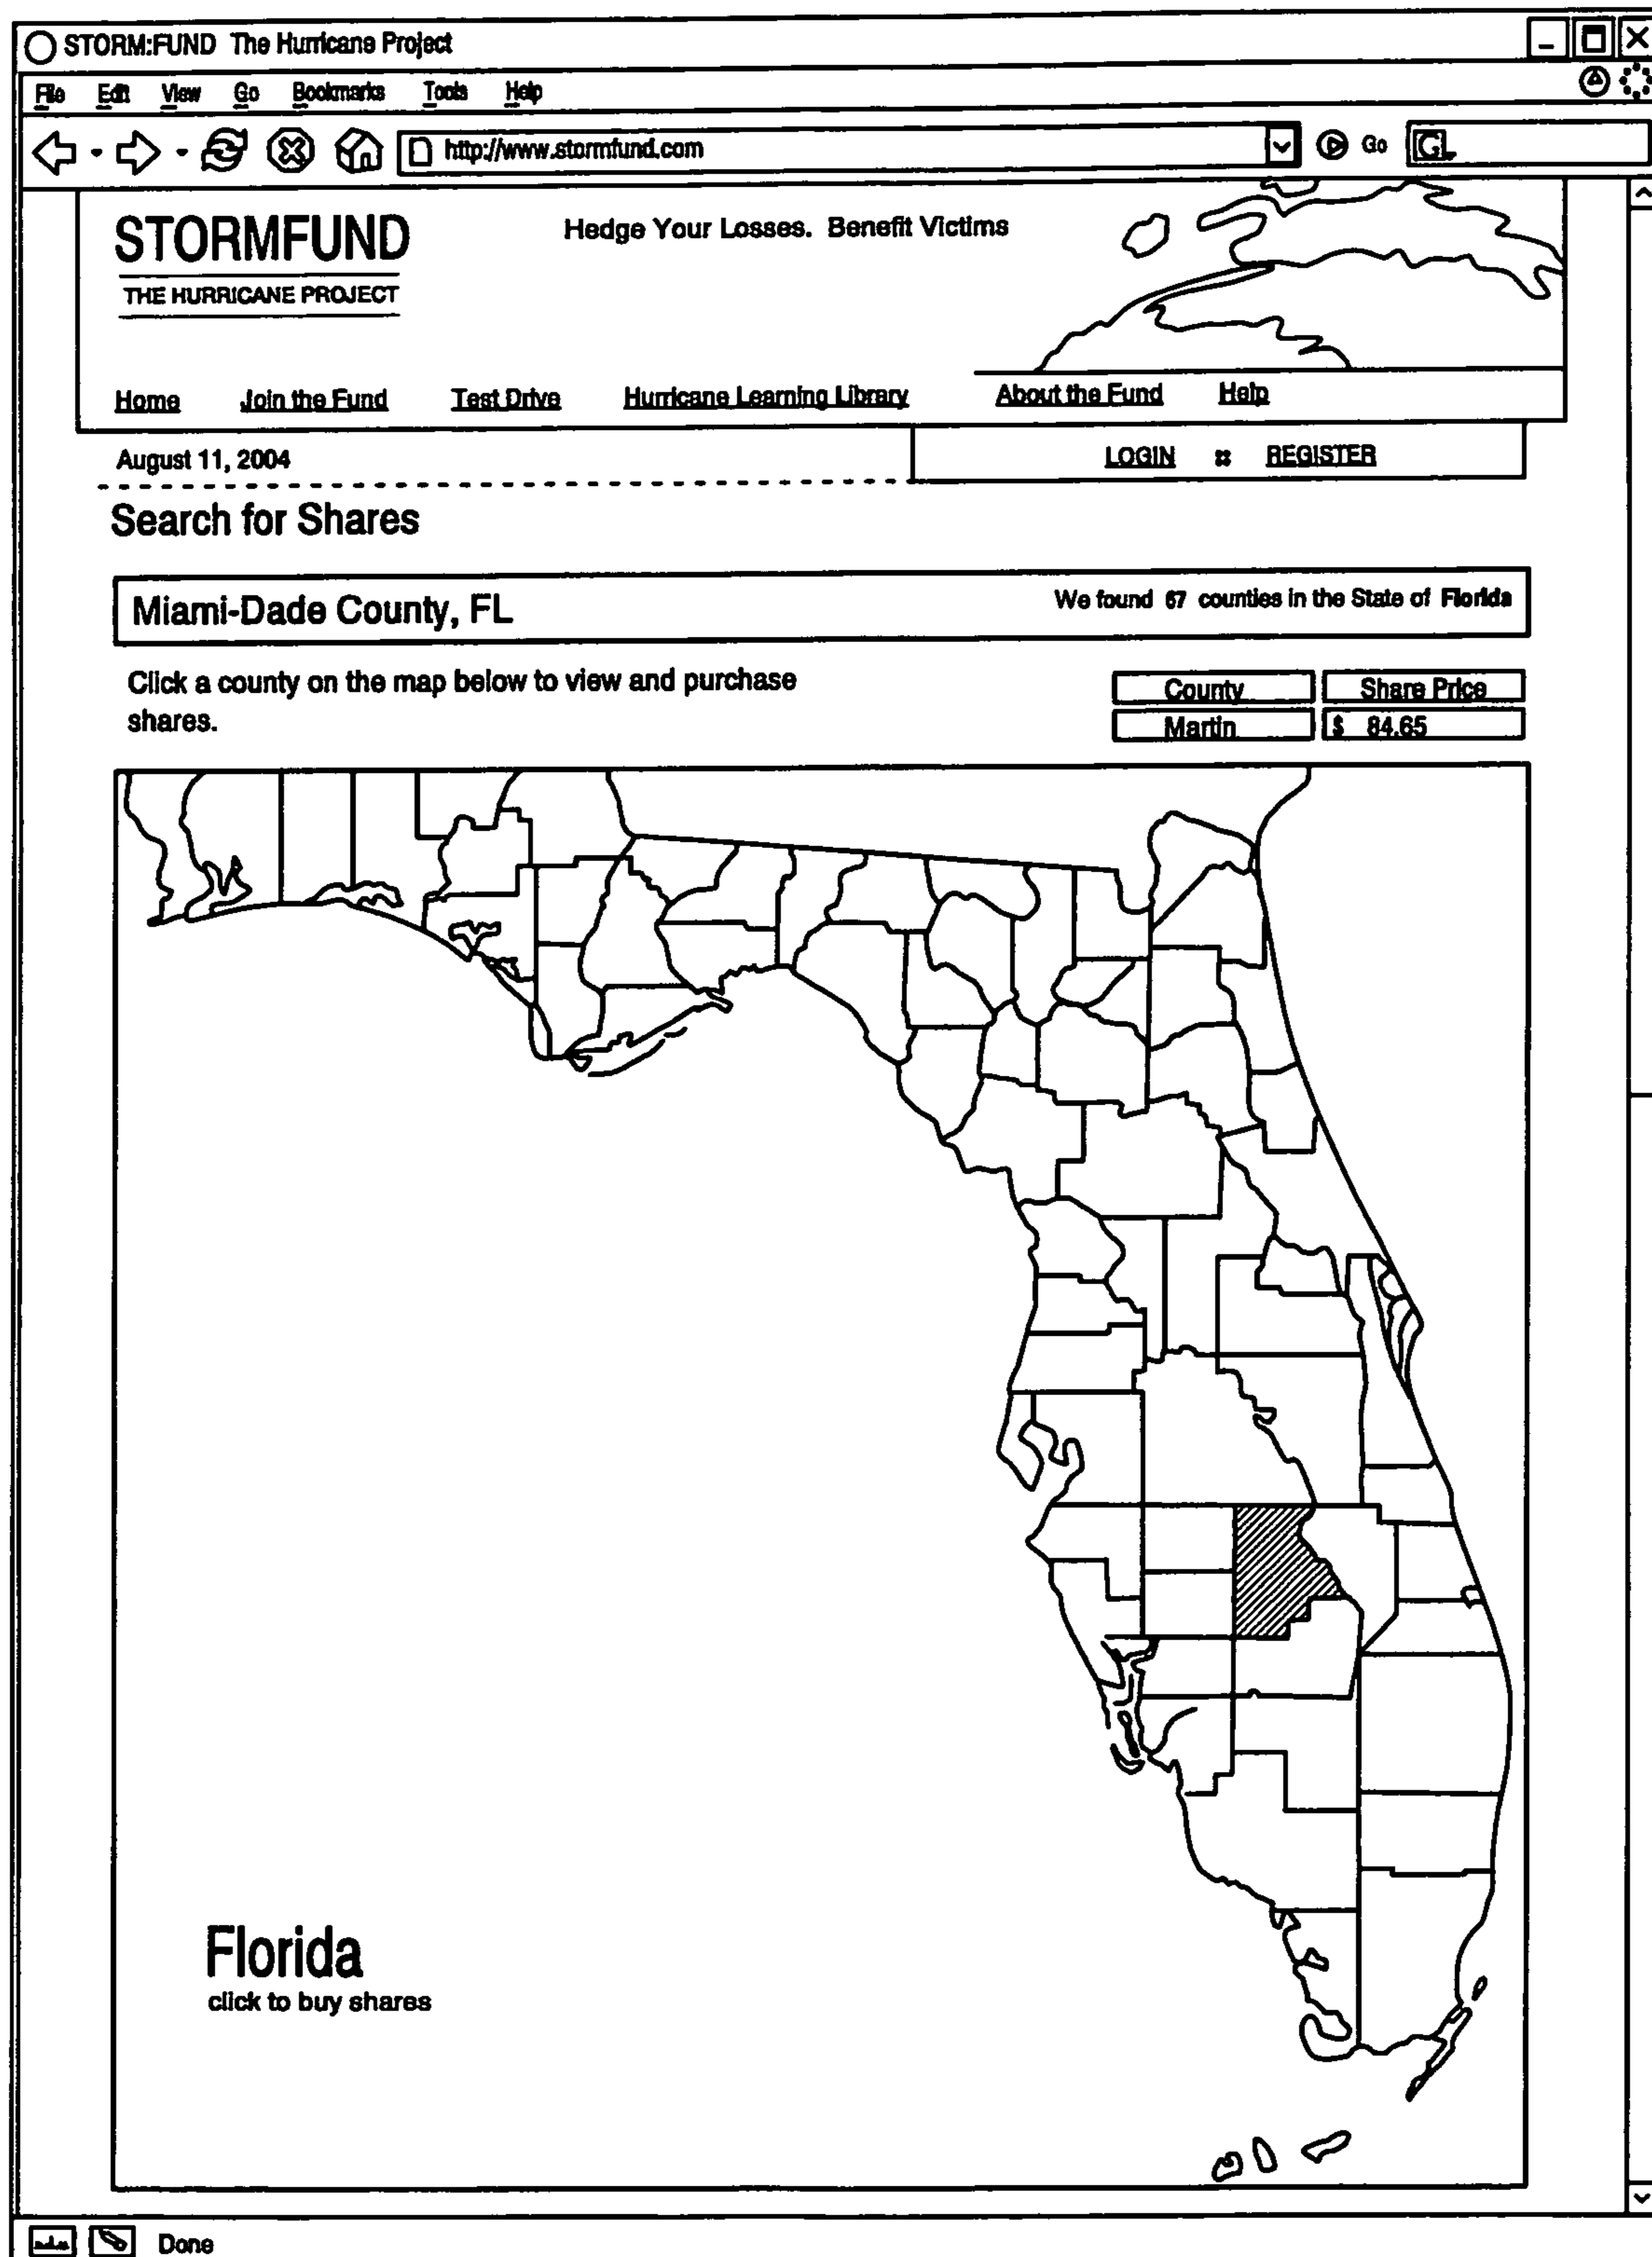 STORM:FUND The Hurricane Project
File Edit View Go Bookmarks Tools Help
http://www.stormfund.com Go G
STORMFUND
THE HURRICANE PROJECT
Hedge Your Losses. Benefit Victims
Home Join the Fund Test Drive Hurricane Learning Library About the Fund Help
August 11, 2004
LOGIN :: REGISTER
Search for Shares
Miami-Dade County, FL
We found 67 counties in the State of Florida
Click a county on the map below to view and purchase
shares.
County Share Price
Martin $ 84.65
Florida
click to buy shares
Done